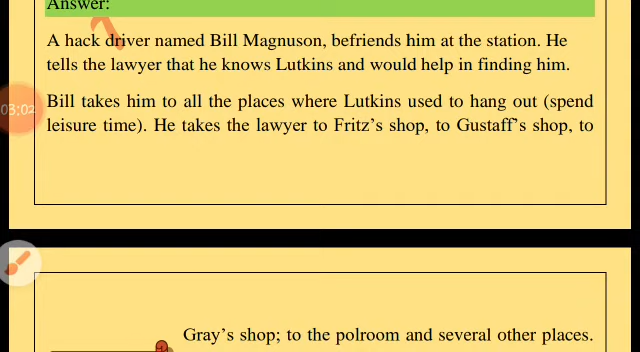 Answer:
A hack driver named Bill Magnuson, befriends him at the station. He
tells the lawyer that he knows Lutkins and would help in finding him.
Bill takes him to all the places where Lutkins used to hang out (spend
leisure time). He takes the lawyer to Fritz’s shop, to Gustaff’s shop, to
03:02
Gray’s shop; to the polroom and several other places.